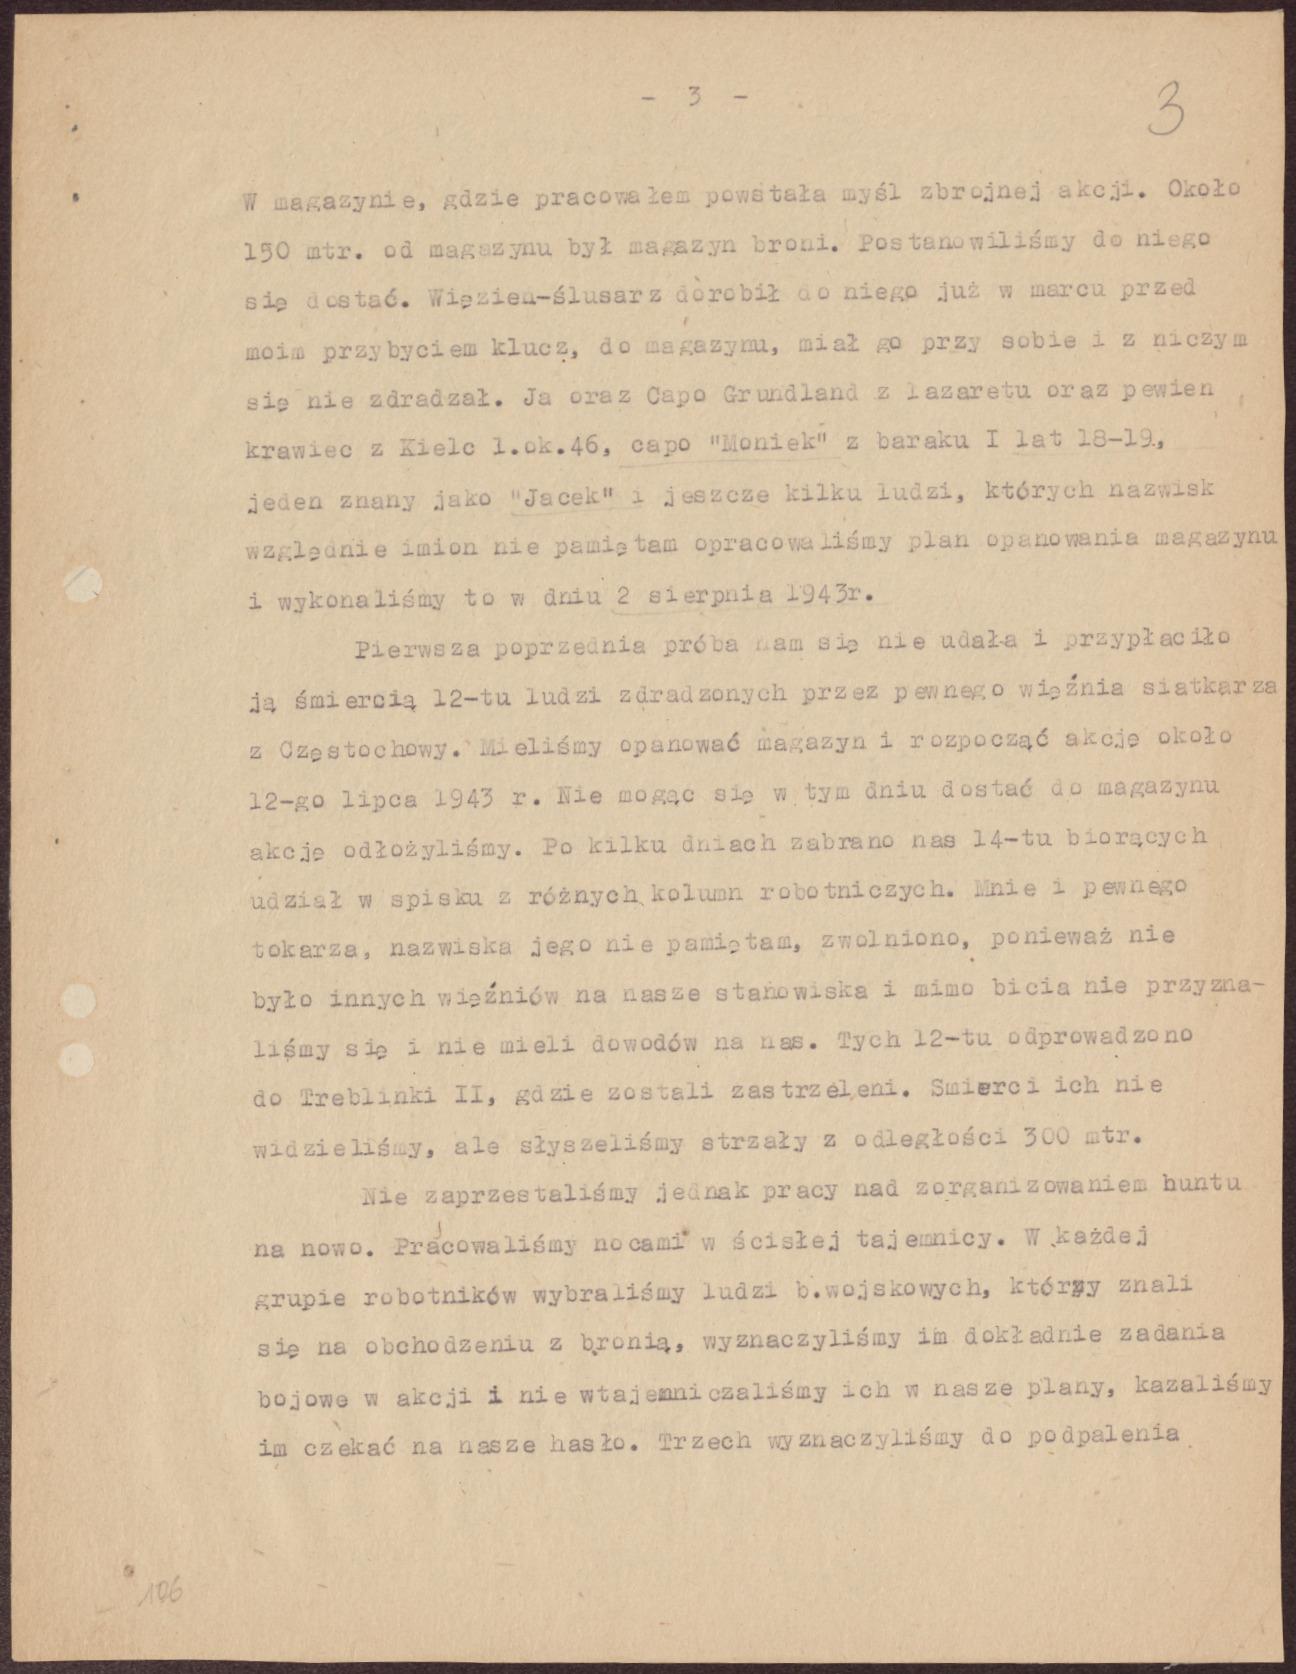 - 3 -
3
W magazynie, gdzie pracowałem powstała myśl zbrojnej akcji. Około
150 mtr. od magazynu był magazyn broni. Postanowiliśmy do niego
się dostać. Więzien-ślusarz dorobił do niego już w marcu przed
moim przybyciem klucz, do magazynu, miał go przy sobie i z niczym
się nie zdradzał. Ja oraz Capo Grundland z lazaretu oraz pewien
krawiec z Kielc l.ok.46, capo "Moniek" z baraku I lat 18-19,
jeden znany jako "Jacek" i jeszcze kilku ludzi, których nazwisk
względnie imion nie pamiętam opracowaliśmy plan opanowania magazynu
i wykonaliśmy to w dniu 2 sierpnia 1943r.
Pierwsza poprzednia próba nam się nie udała i przypłaciło
ją śmiercią 12-tu ludzi zdradzonych przez pewnego więźnia siatkarza
z Częstochowy. Mieliśmy opanować magazyn i rozpocząć akcję około
12-go lipca 1943 r. Nie mogąc się w tym dniu dostać do magazynu
akcję odłożyliśmy. Po kilku dniach zabrano nas 14-tu biorących
udział w spisku z różnych kolumn robotniczych. Mnie i pewnego
tokarza, nazwiska jego nie pamiętam, zwolniono, ponieważ nie
było innych więźniów na nasze stanowiska i mimo bicia nie przyzna-
liśmy się i nie mieli dowodów na nas. Tych 12-tu odprowadzono
do Treblinki II, gdzie zostali zastrzeleni. Smierci ich nie
widzieliśmy, ale słyszeliśmy strzały z odległości 300 mtr.
Nie zaprzestaliśmy jednak pracy nad zorganizowaniem buntu
na nowo. Pracowaliśmy nocami w ścisłej tajemnicy. W każdej
grupie robotników wybraliśmy ludzi b.wojskowych, którzy znali
się na obchodzeniu z bronią, wyznaczyliśmy im dokładnie zadania
bojowe w akcji i nie wtajemniczaliśmy ich w nasze plany, kazaliśmy
im czekać na nasze hasło. Trzech wyznaczyliśmy do podpalenia
106